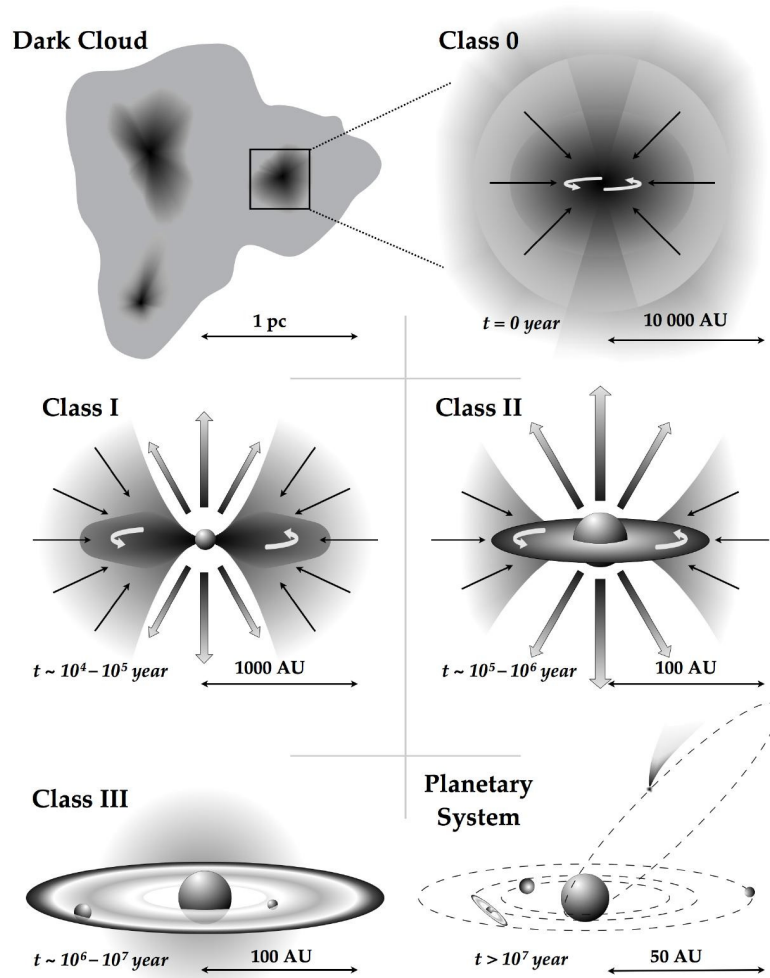 Dark Cloud
Class 0
1 pc
t = 0 year
10 000 AU
Class I
Class II
t ~ 10⁴ – 10⁵ year
1000 AU
t ~ 10⁵ – 10⁶ year
100 AU
Class III
Planetary
System
t ~ 10⁶ – 10⁷ year
100 AU
t > 10⁷ year
50 AU